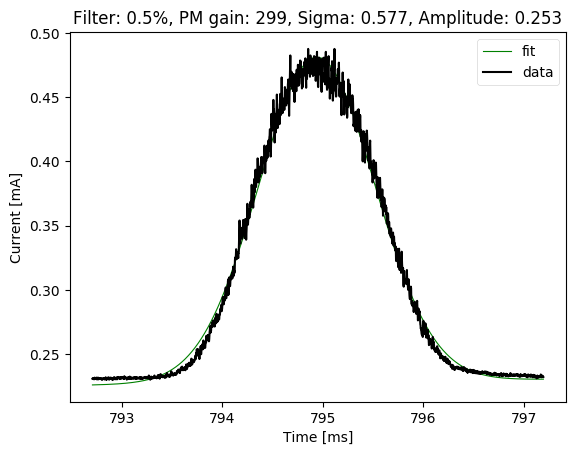 Filter: 0.5%, PM gain: 299, Sigma: 0.577, Amplitude: 0.253
fit
data
0.50
0.45
0.40
0.35
0.30
0.25
Current [mA]
793
794
795
796
797
Time [ms]